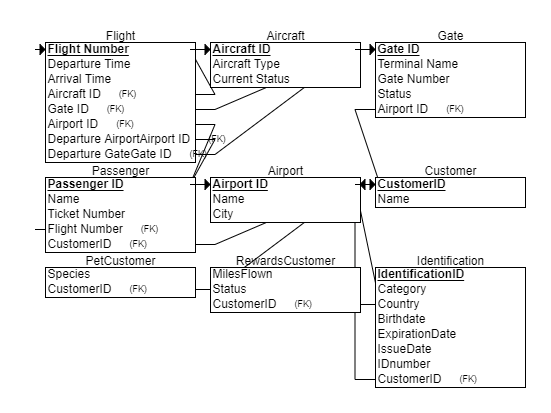 Flight
Flight Number
Departure Time
Arrival Time
Aircraft ID (FK)
Gate ID (FK)
Airport ID (FK)
Departure AirportAirport ID (FK)
Departure GateGate ID (FK)
Aircraft
Aircraft ID
Aircraft Type
Current Status
Gate
Gate ID
Terminal Name
Gate Number
Status
Airport ID (FK)
Passenger
Passenger ID
Name
Ticket Number
Flight Number (FK)
CustomerID (FK)
Airport
Airport ID
Name
City
Customer
CustomerID
Name
PetCustomer
Species
CustomerID (FK)
RewardsCustomer
MilesFlown
Status
CustomerID (FK)
Identification
IdentificationID
Category
Country
Birthdate
ExpirationDate
IssueDate
IDnumber
CustomerID (FK)